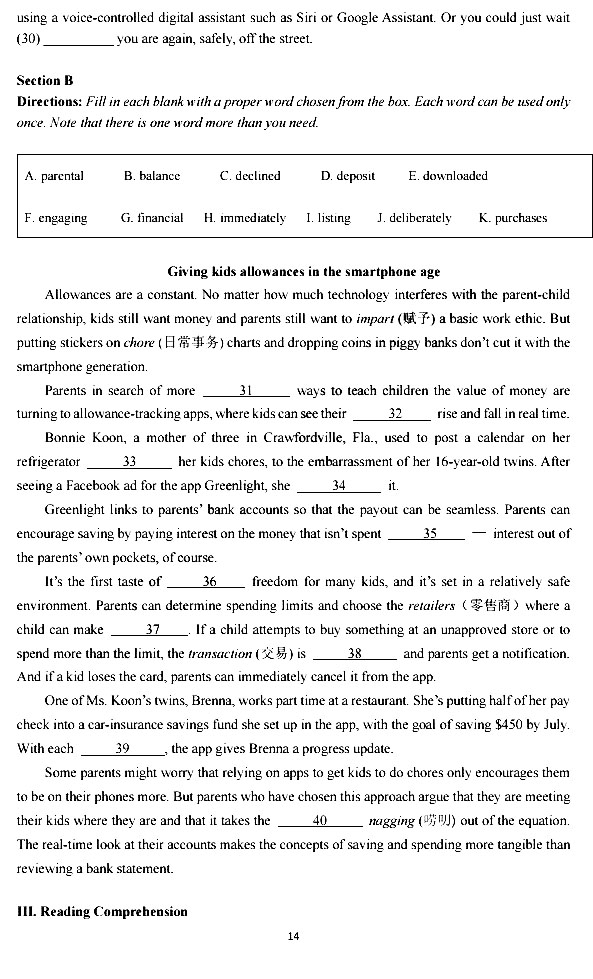 using a voice-controlled digital assistant such as Siri or Google Assistant. Or you could just wait
(30) __________ you are again, safely, off the street.
Section B
Directions: Fill in each blank with a proper word chosen from the box. Each word can be used only
once. Note that there is one word more than you need.
A. parental B. balance C. declined D. deposit E. downloaded
F. engaging G. financial H. immediately I. listing J. deliberately K. purchases
Giving kids allowances in the smartphone age
Allowances are a constant. No matter how much technology interferes with the parent-child
relationship, kids still want money and parents still want to impart (赋予) a basic work ethic. But
putting stickers on chore (日常事务) charts and dropping coins in piggy banks don't cut it with the
smartphone generation.
Parents in search of more ___31___ ways to teach children the value of money are
turning to allowance-tracking apps, where kids can see their ___32___ rise and fall in real time.
Bonnie Koon, a mother of three in Crawfordville, Fla., used to post a calendar on her
refrigerator ___33___ her kids chores, to the embarrassment of her 16-year-old twins. After
seeing a Facebook ad for the app Greenlight, she ___34___ it.
Greenlight links to parents' bank accounts so that the payout can be seamless. Parents can
encourage saving by paying interest on the money that isn't spent ___35___ — interest out of
the parents' own pockets, of course.
It's the first taste of ___36___ freedom for many kids, and it's set in a relatively safe
environment. Parents can determine spending limits and choose the retailers（零售商）where a
child can make ___37___. If a child attempts to buy something at an unapproved store or to
spend more than the limit, the transaction (交易) is ___38___ and parents get a notification.
And if a kid loses the card, parents can immediately cancel it from the app.
One of Ms. Koon's twins, Brenna, works part time at a restaurant. She's putting half of her pay
check into a car-insurance savings fund she set up in the app, with the goal of saving $450 by July.
With each ___39___, the app gives Brenna a progress update.
Some parents might worry that relying on apps to get kids to do chores only encourages them
to be on their phones more. But parents who have chosen this approach argue that they are meeting
their kids where they are and that it takes the ___40___ nagging (唠叨) out of the equation.
The real-time look at their accounts makes the concepts of saving and spending more tangible than
reviewing a bank statement.
III. Reading Comprehension
14